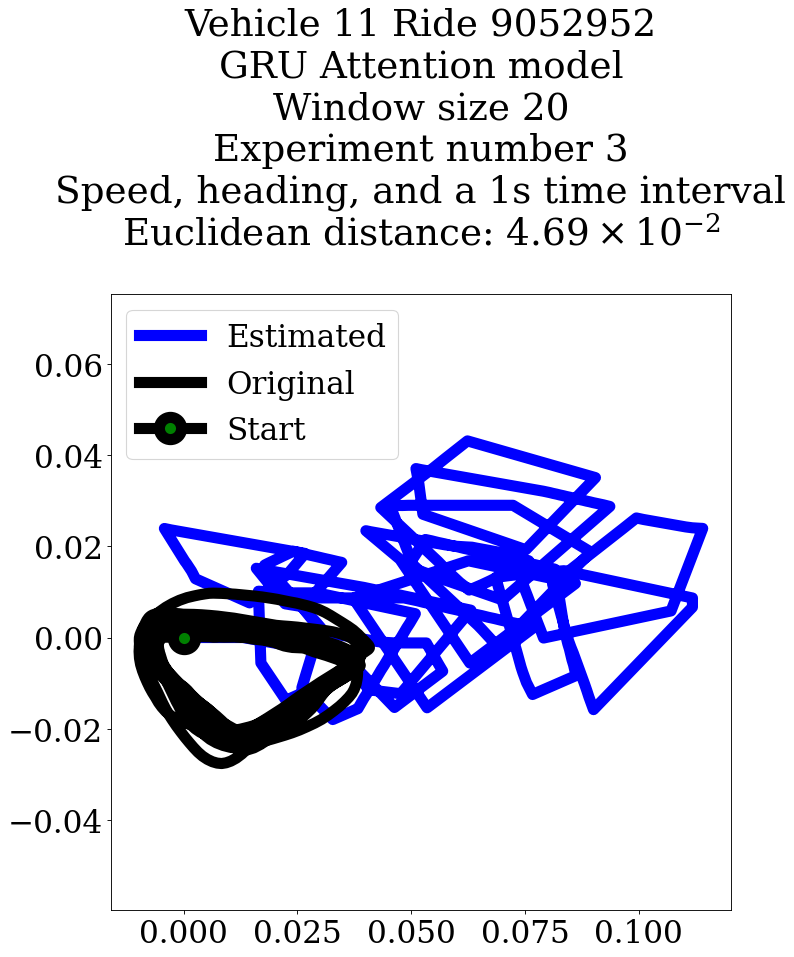 Vehicle 11 Ride 9052952
GRU Attention model
Window size 20
Experiment number 3
Speed, heading, and a 1s time interval
Euclidean distance: 4.69 × 10⁻²
Estimated
Original
Start
0.06
0.04
0.02
0.00
−0.02
−0.04
0.000 0.025 0.050 0.075 0.100